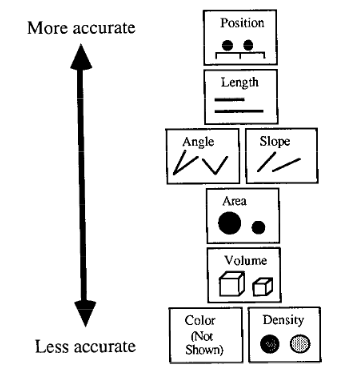 More accurate
Position
Length
Angle
Slope
Area
Volume
Color
(Not
Shown)
Density
Less accurate